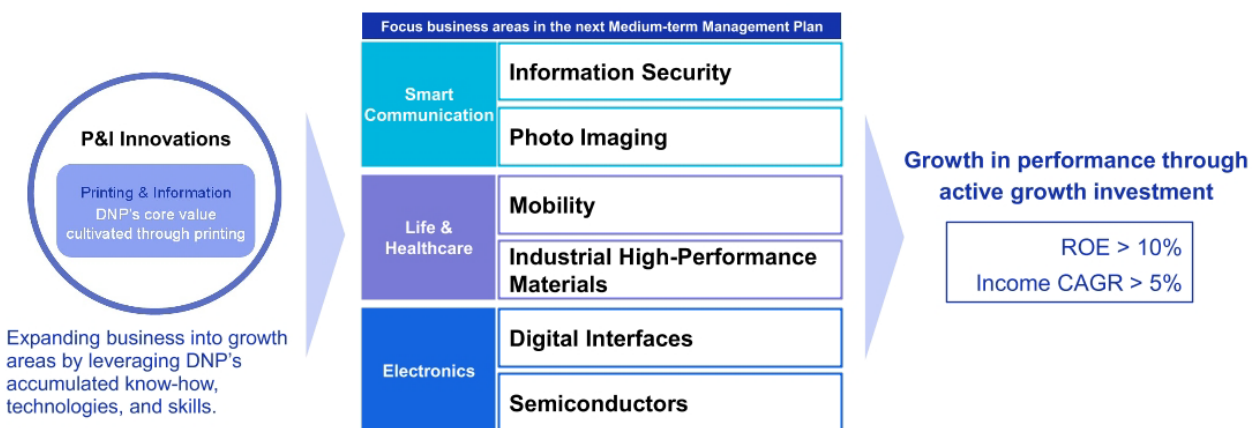 Focus business areas in the next Medium-term Management Plan
P&I Innovations
Printing & Information
DNP's core value
cultivated through printing
Expanding business into growth
areas by leveraging DNP's
accumulated know-how,
technologies, and skills.
Smart
Communication
Information Security
Photo Imaging
Life &
Healthcare
Mobility
Industrial High-Performance
Materials
Electronics
Digital Interfaces
Semiconductors
Growth in performance through
active growth investment
ROE > 10%
Income CAGR > 5%